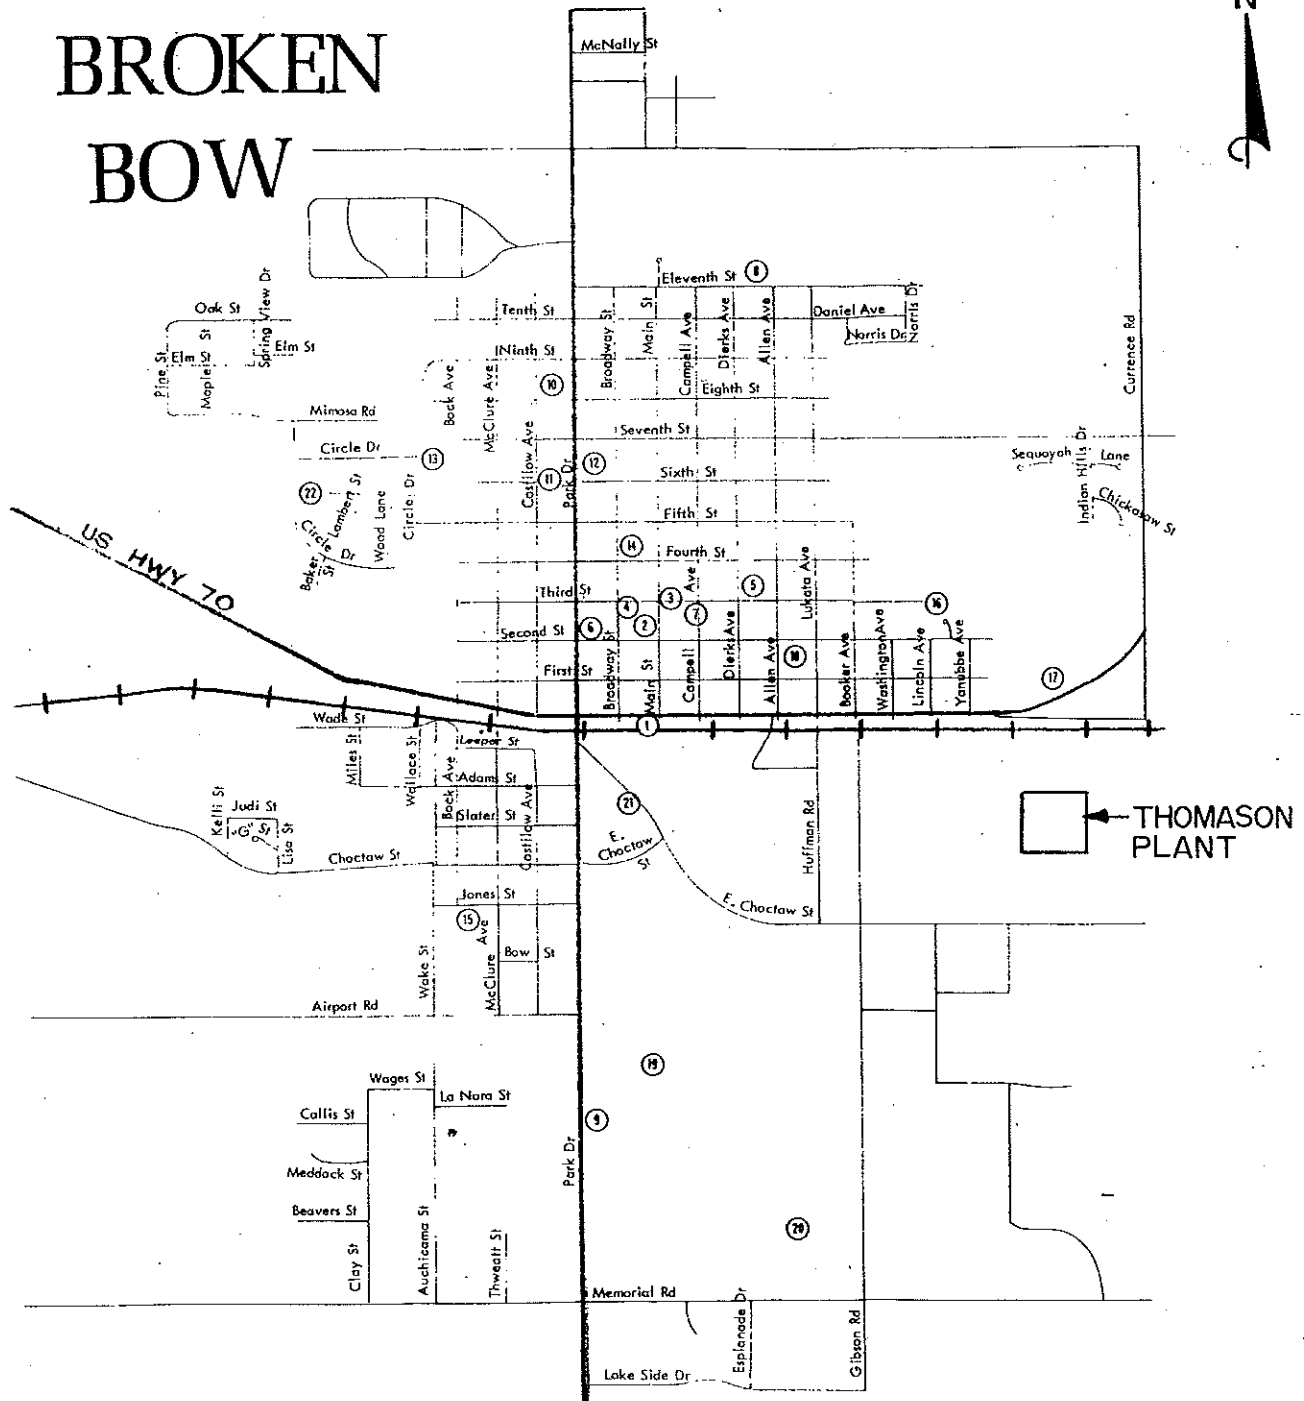 N
BROKEN
BOW
McNally St
Eleventh St
8
Oak St
Spring View Dr
Tenth St
Daniel Ave
Norris Dr
Norris Dr
Broadway St
Main St
Campell Ave
Dierks Ave
Allen Ave
Currence Rd
Elm St
Elm St
Pine St
Maple St
Ninth St
10
Eighth St
Back Ave
McClure Ave
Mimosa Rd
Seventh St
Circle Dr
13
Castilow Ave
Park Dr
12
11
Sixth St
Sequoyah Lane
Indian Hills Dr
Chickasaw St
22
Lambert St
Wood Lane
Circle Dr
Circle Dr
Baker St
Fifth St
14
Fourth St
US HWY 70
Third St
4
3
Ave
5
Lukata Ave
16
Second St
6
2
7
First St
Broadway St
Main St
Campell
Dierks Ave
Allen Ave
18
Booker Ave
Washington Ave
Lincoln Ave
Yanubbe Ave
17
Wade St
1
Miles St
Wallace St
Leeper St
Back Ave
Adams St
Kelli St
Judi St
"G" St
Lisa St
Slater St
Castilow Ave
21
Huffman Rd
THOMASON
PLANT
Choctaw St
E.
Choctaw
St
Jones St
E. Choctaw St
15
McClure Ave
Bow St
Wake St
Airport Rd
19
Wages St
La Nora St
Callis St
9
Park Dr
Meddock St
Beavers St
Clay St
Auchicama St
Thweatt St
20
Memorial Rd
Esplanade Dr
Gibson Rd
Lake Side Dr